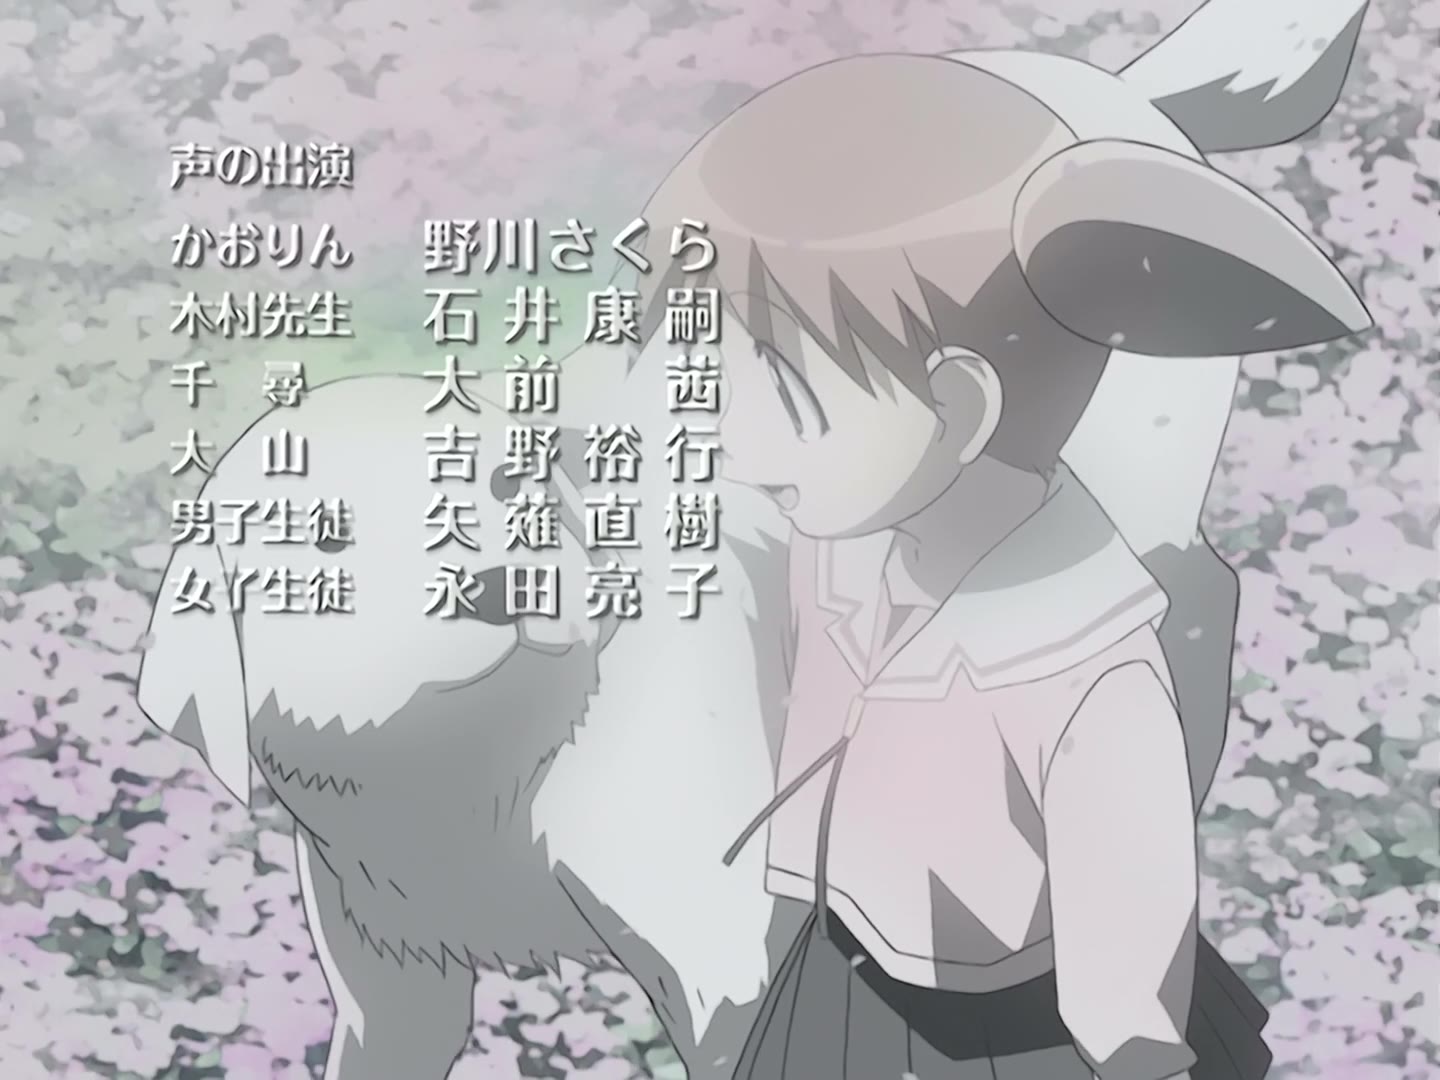 声の出演
かおりん 野川さくら
木村先生 石井康嗣
千尋 大前茜
大山 吉野裕行
男子生徒 矢薙直樹
女子生徒 永田亮子